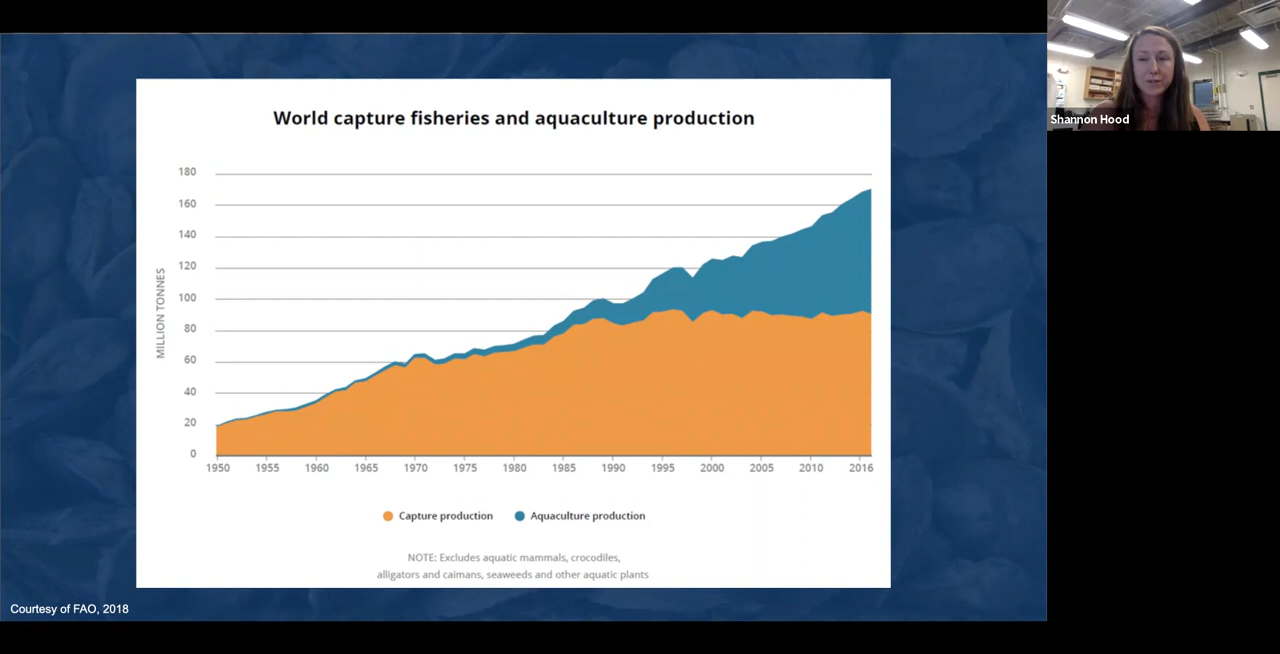 World capture fisheries and aquaculture production
Shannon Hood
MILLION TONNES
180
160
140
120
100
80
60
40
20
0
1950 1955 1960 1965 1970 1975 1980 1985 1990 1995 2000 2005 2010 2016
Capture production Aquaculture production
NOTE: Excludes aquatic mammals, crocodiles,
alligators and caimans, seaweeds and other aquatic plants
Courtesy of FAO, 2018